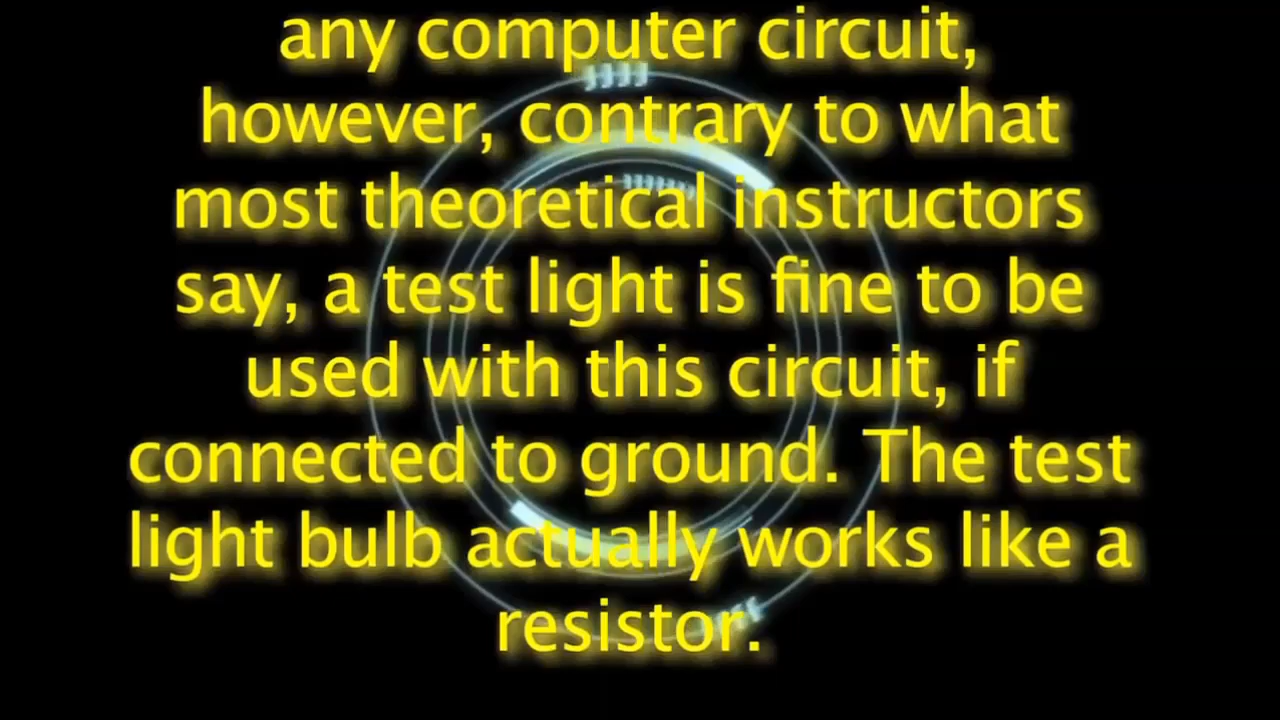 any computer circuit,
however, contrary to what
most theoretical instructors
say, a test light is fine to be
used with this circuit, if
connected to ground. The test
light bulb actually works like a
resistor.